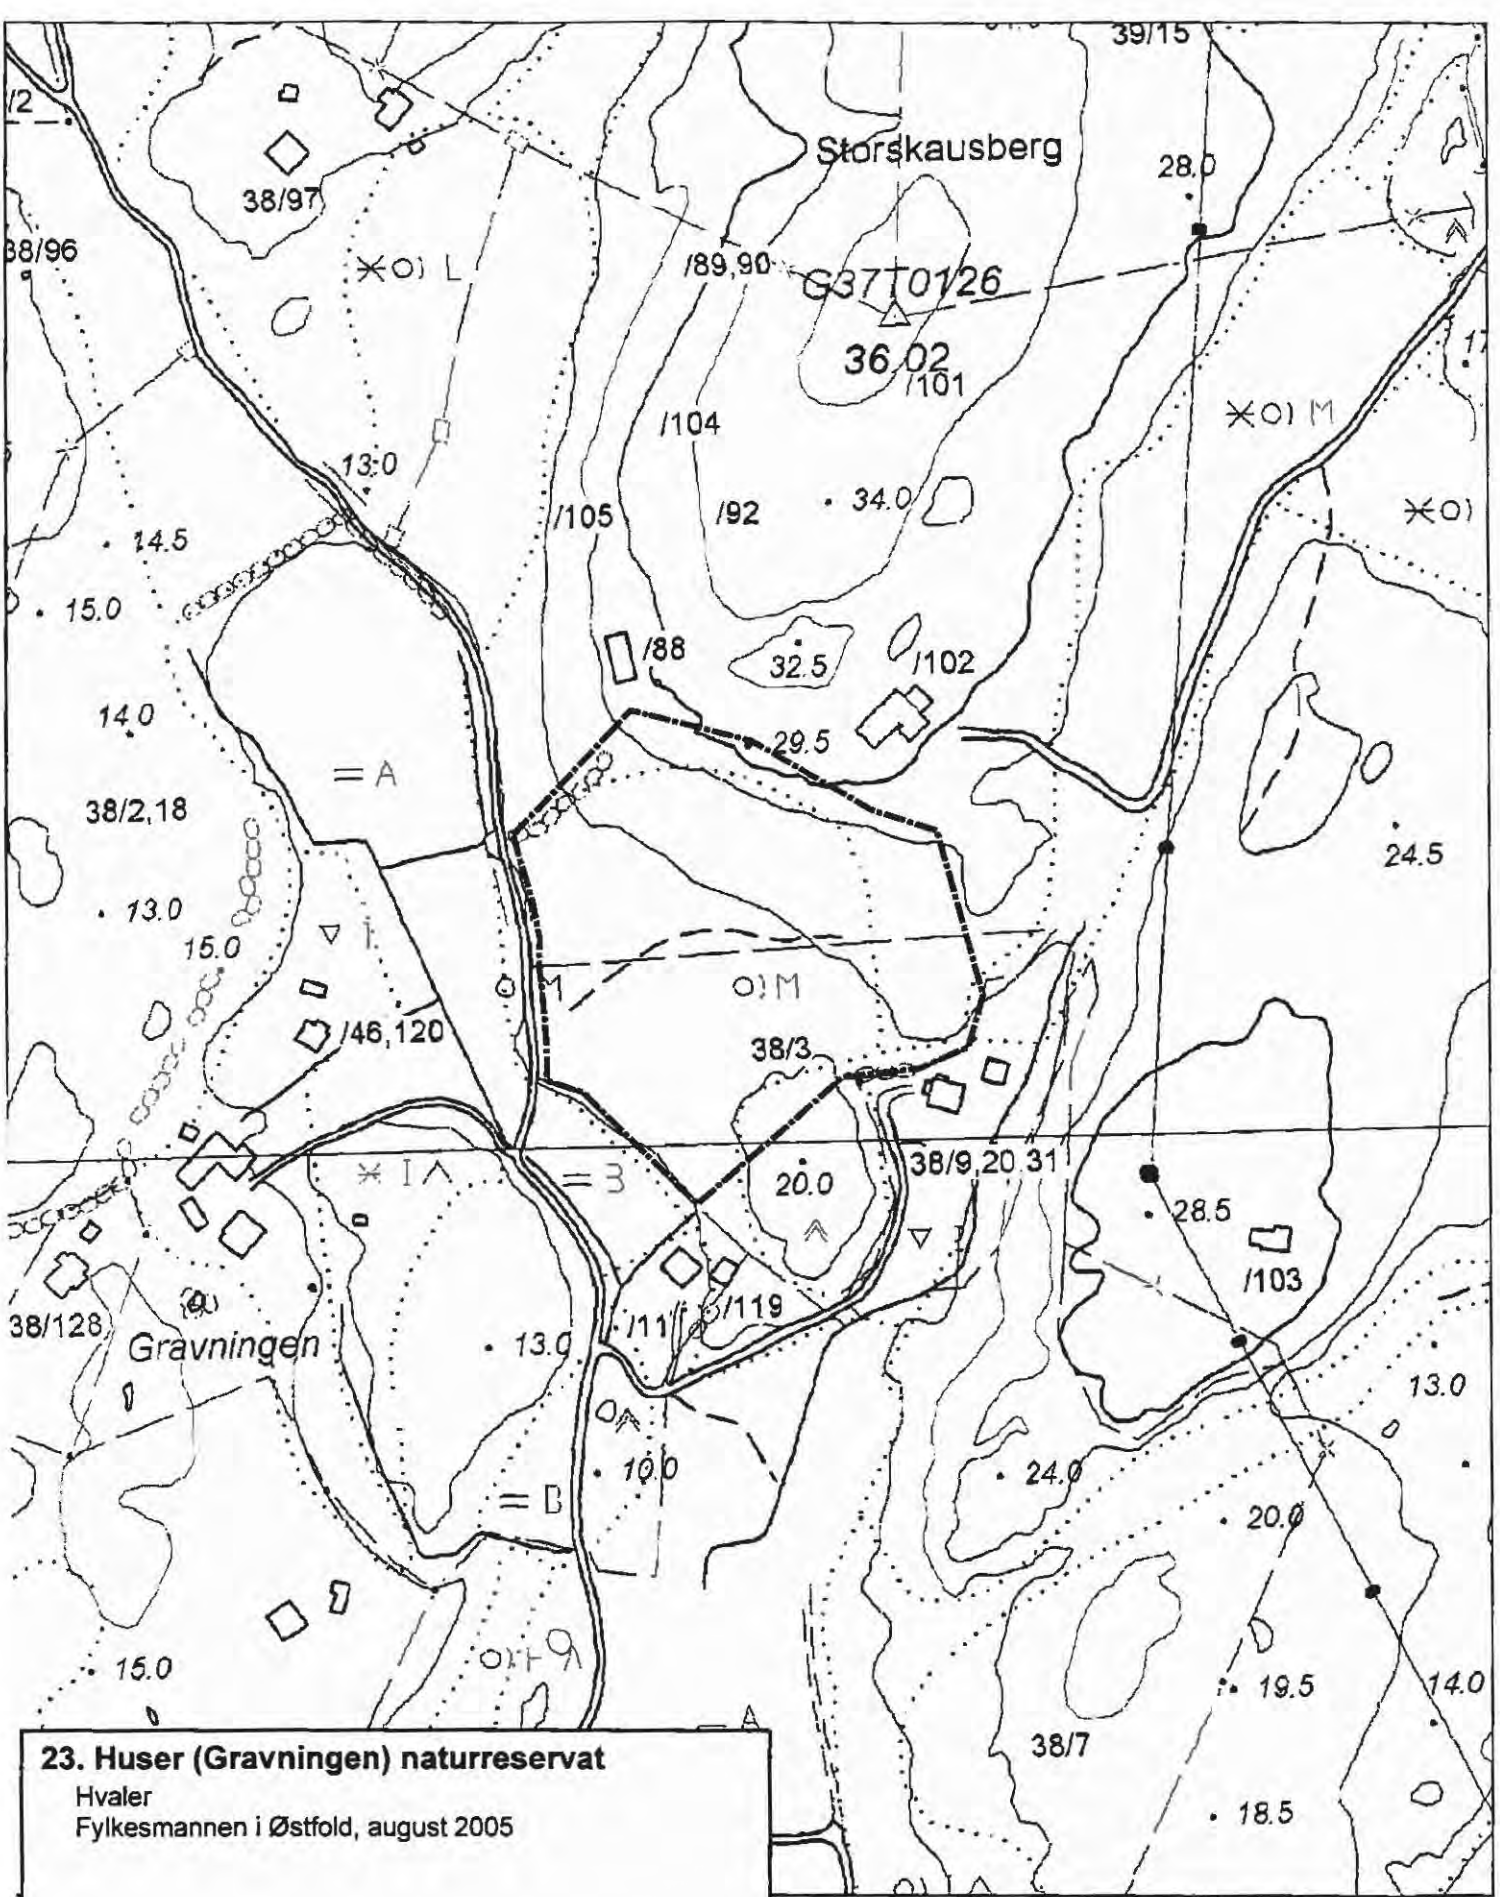 39/15
/2
Storskausberg
28.0
38/97
38/96
L
/89,90
G37T0126
36.02
/101
/104
M
13.0
34.0
/105
/92
14.5
15.0
/88
32.5
/102
14.0
29.5
= A
38/2,18
24.5
13.0
15.0
M
M
/46,120
38/3
38/9,20 31
I
= B
20.0
28.5
/103
38/128
/119
Gravningen
13.0
13.0
10.0
24.0
= B
20.0
15.0
19.5
14.0
A
38/7
18.5
23. Huser (Gravningen) naturreservat
Hvaler
Fylkesmannen i Østfold, august 2005